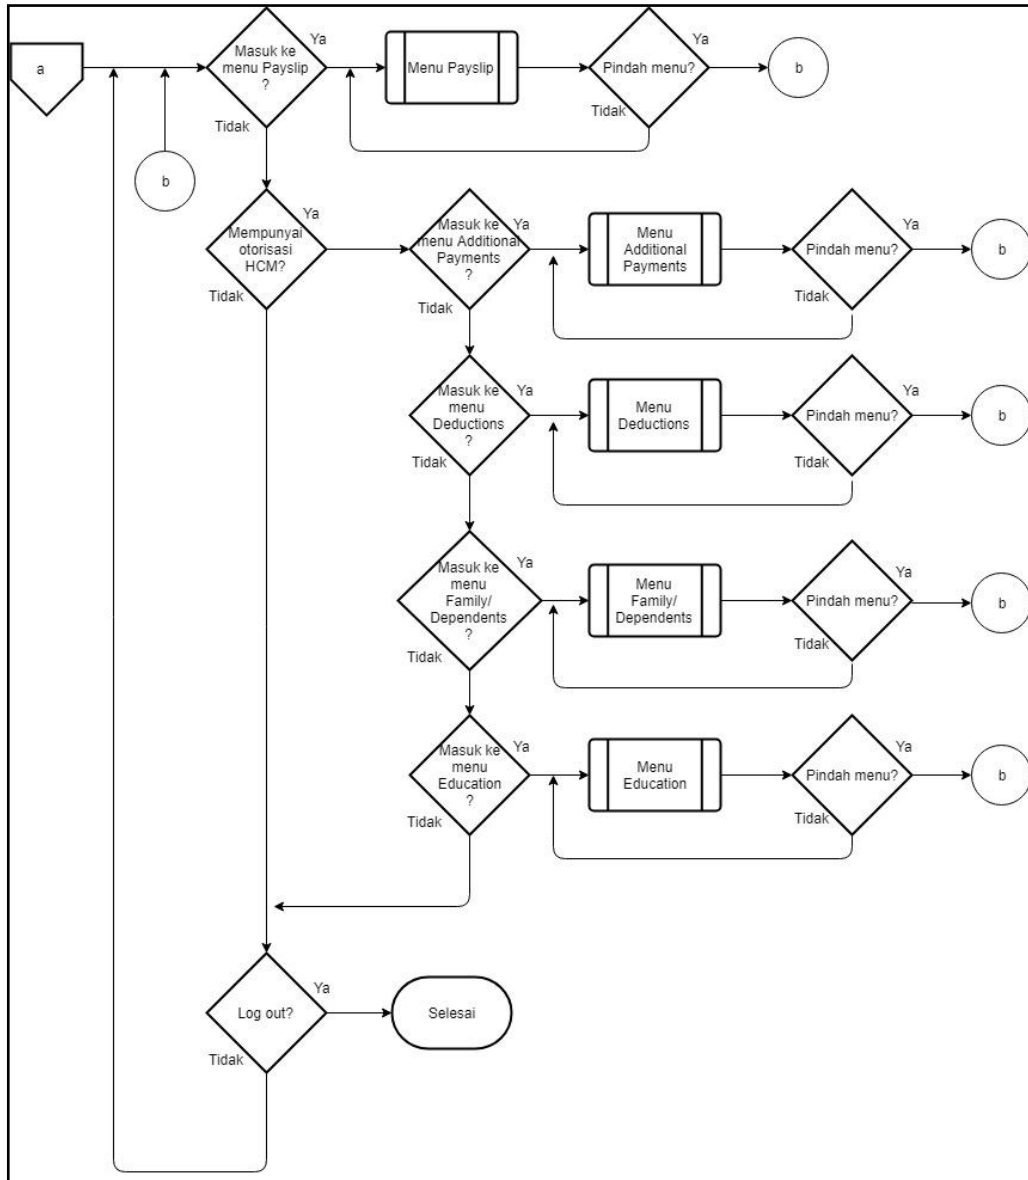 a
Masuk ke
menu Payslip
?
Ya
Menu Payslip
Pindah menu?
Ya
b
Tidak
Tidak
b
Mempunyai
otorisasi
HCM?
Ya
Tidak
Masuk ke
menu Additional
Payments
?
Ya
Menu
Additional
Payments
Pindah menu?
Ya
b
Tidak
Tidak
Masuk ke
menu
Deductions
?
Ya
Menu
Deductions
Pindah menu?
Ya
b
Tidak
Tidak
Masuk ke
menu
Family/
Dependents
?
Ya
Menu
Family/
Dependents
Pindah menu?
Ya
b
Tidak
Tidak
Masuk ke
menu
Education
?
Ya
Menu
Education
Pindah menu?
Ya
b
Tidak
Tidak
Log out?
Ya
Selesai
Tidak